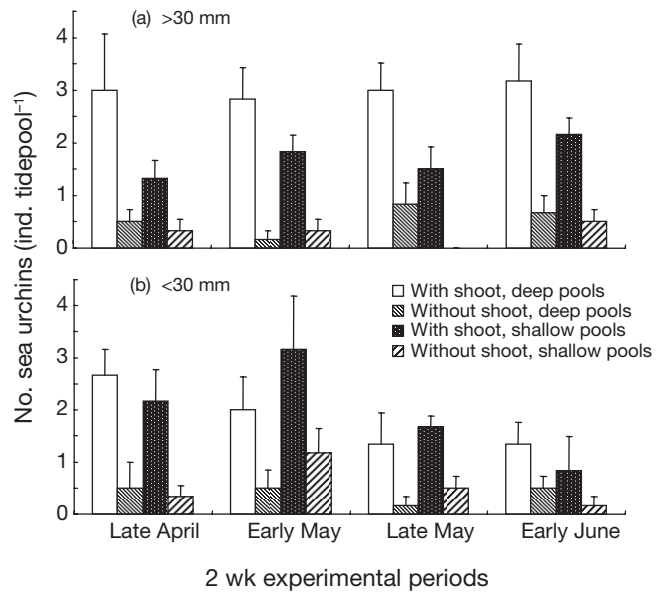 (a) >30 mm
4
3
2
1
0
(b) <30 mm
4
3
2
1
0
No. sea urchins (ind. tidepool⁻¹)
With shoot, deep pools
Without shoot, deep pools
With shoot, shallow pools
Without shoot, shallow pools
Late April Early May Late May Early June
2 wk experimental periods